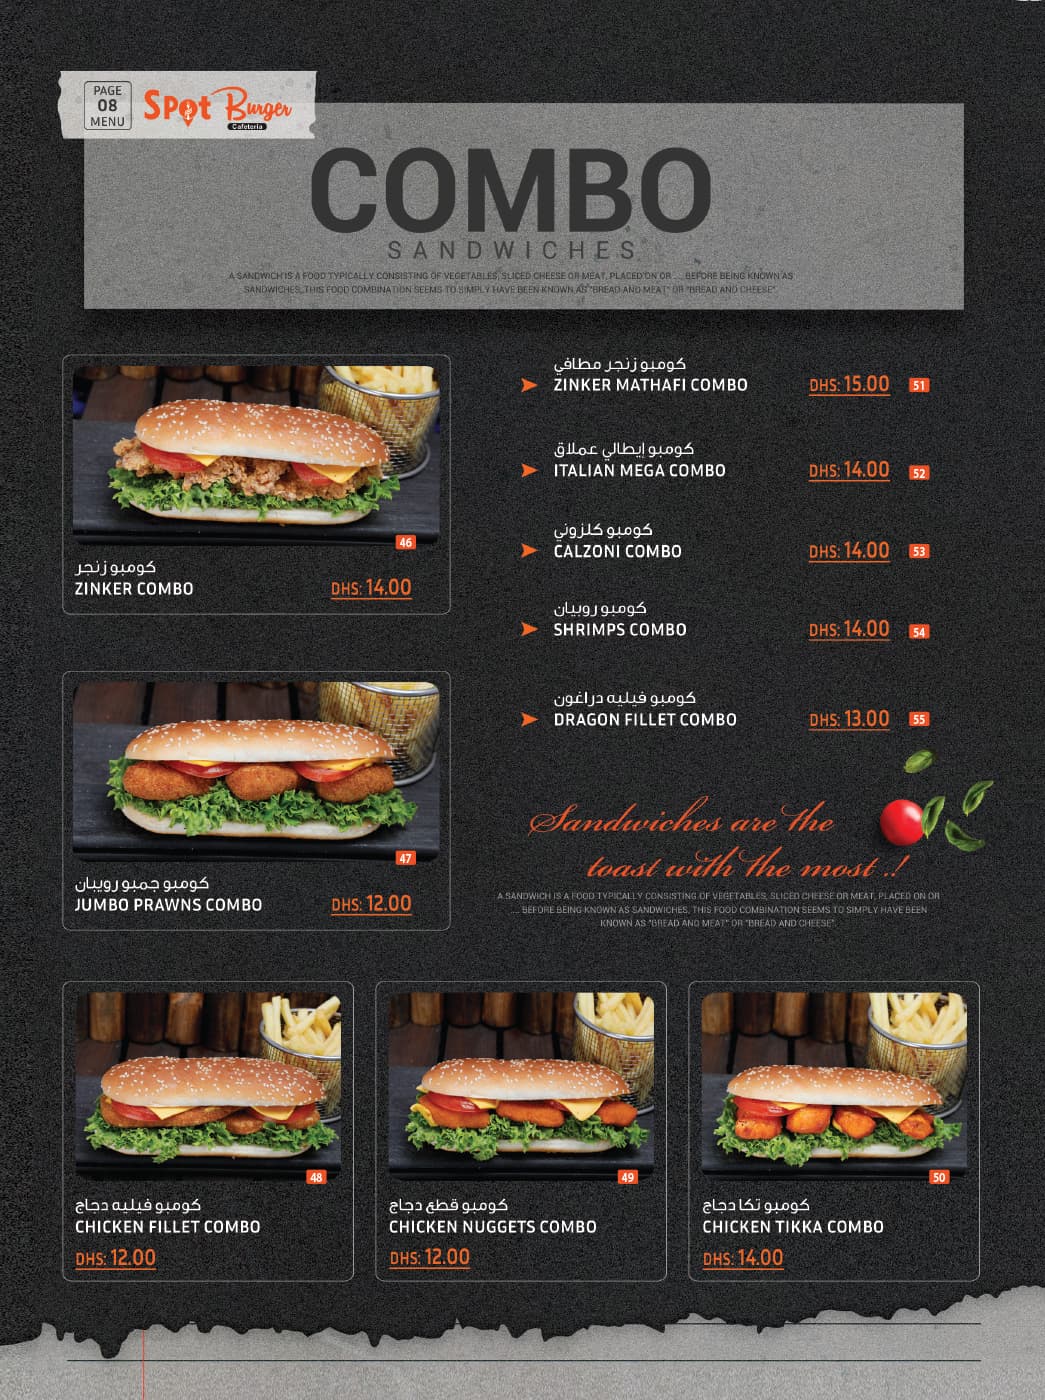 PAGE
08
MENU
Spot Burger
Cafeteria
COMBO
SANDWICHES
A SANDWICH IS A FOOD TYPICALLY CONSISTING OF VEGETABLES, SLICED CHEESE OR MEAT, PLACED ON OR .... BEFORE BEING KNOWN AS
SANDWICHES, THIS FOOD COMBINATION SEEMS TO SIMPLY HAVE BEEN KNOWN AS "BREAD AND MEAT" OR "BREAD AND CHEESE".
46
كومبو زنجر
ZINKER COMBO DHS: 14.00
47
كومبو جمبو روبيان
JUMBO PRAWNS COMBO DHS: 12.00
كومبو زنجر مطافي
ZINKER MATHAFI COMBO DHS: 15.00 51
كومبو إيطالي عملاق
ITALIAN MEGA COMBO DHS: 14.00 52
كومبو كلزوني
CALZONI COMBO DHS: 14.00 53
كومبو روبيان
SHRIMPS COMBO DHS: 14.00 54
كومبو فيليه دراغون
DRAGON FILLET COMBO DHS: 13.00 55
Sandwiches are the
toast with the most ..!
A SANDWICH IS A FOOD TYPICALLY CONSISTING OF VEGETABLES, SLICED CHEESE OR MEAT, PLACED ON OR
.... BEFORE BEING KNOWN AS SANDWICHES, THIS FOOD COMBINATION SEEMS TO SIMPLY HAVE BEEN
KNOWN AS "BREAD AND MEAT" OR "BREAD AND CHEESE".
48
كومبو فيليه دجاج
CHICKEN FILLET COMBO
DHS: 12.00
49
كومبو قطع دجاج
CHICKEN NUGGETS COMBO
DHS: 12.00
50
كومبو تكا دجاج
CHICKEN TIKKA COMBO
DHS: 14.00